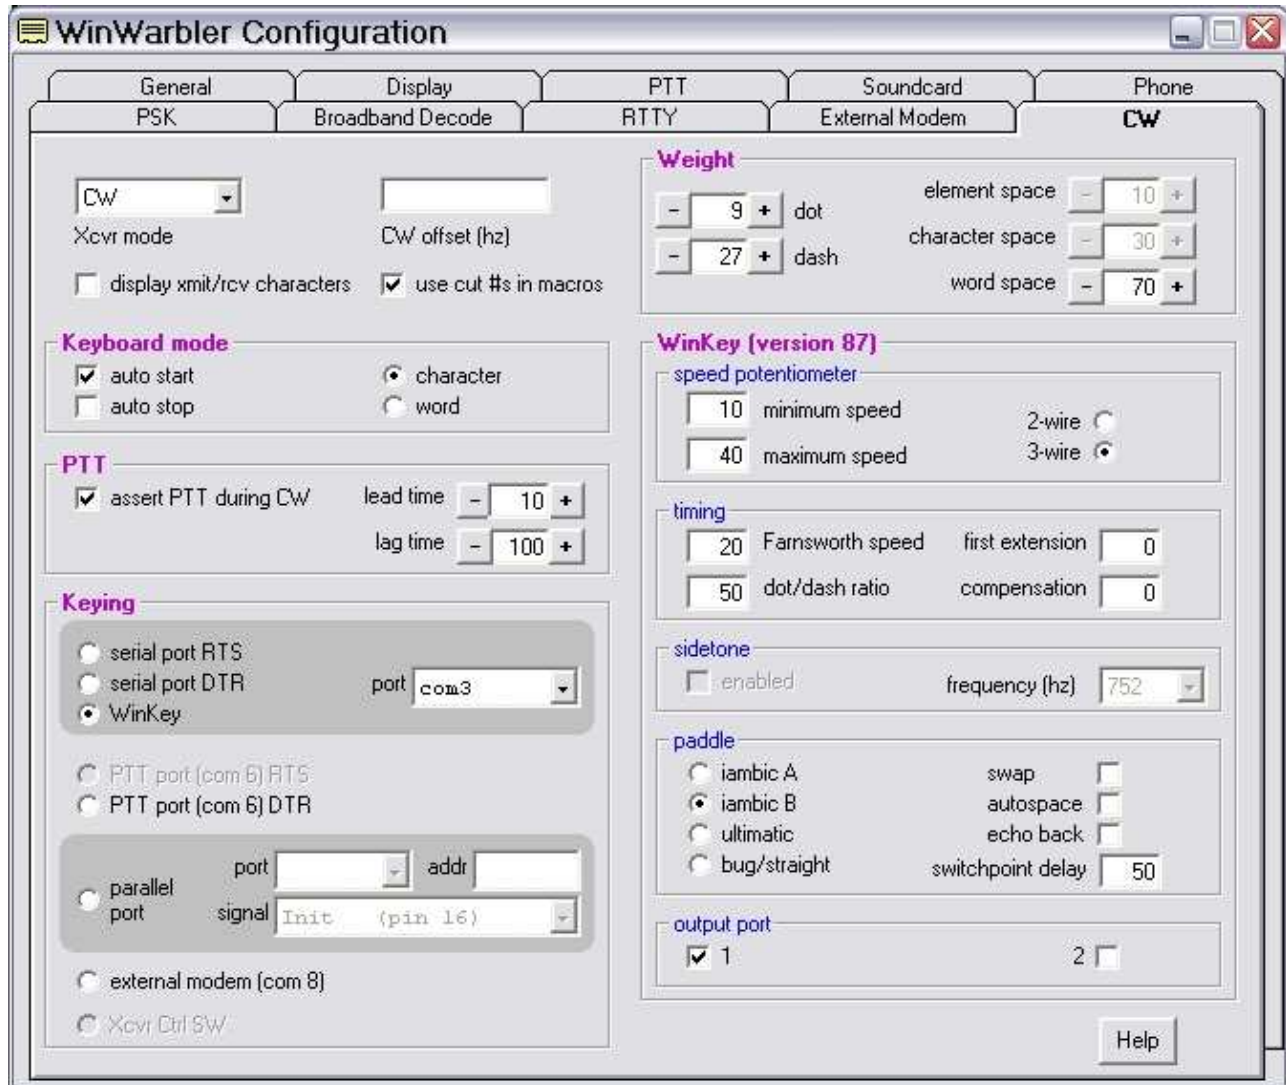 WinWarbler Configuration
General Display PTT Soundcard Phone
PSK Broadband Decode RTTY External Modem CW
CW
Xcvr mode CW offset (hz)
display xmit/rcv characters use cut #s in macros
Keyboard mode
auto start character
auto stop word
PTT
assert PTT during CW lead time - 10 +
lag time - 100 +
Keying
serial port RTS
serial port DTR port com3
WinKey
PTT port (com 6) RTS
PTT port (com 6) DTR
parallel port port addr
signal Init (pin 16)
external modem (com 8)
Xcvr Ctrl SW
Weight
- 9 + dot element space - 10 +
- 27 + dash character space - 30 +
word space - 70 +
WinKey (version 87)
speed potentiometer
10 minimum speed 2-wire
40 maximum speed 3-wire
timing
20 Farnsworth speed first extension 0
50 dot/dash ratio compensation 0
sidetone
enabled frequency (hz) 752
paddle
iambic A swap
iambic B autospace
ultimatic echo back
bug/straight switchpoint delay 50
output port
1 2
Help